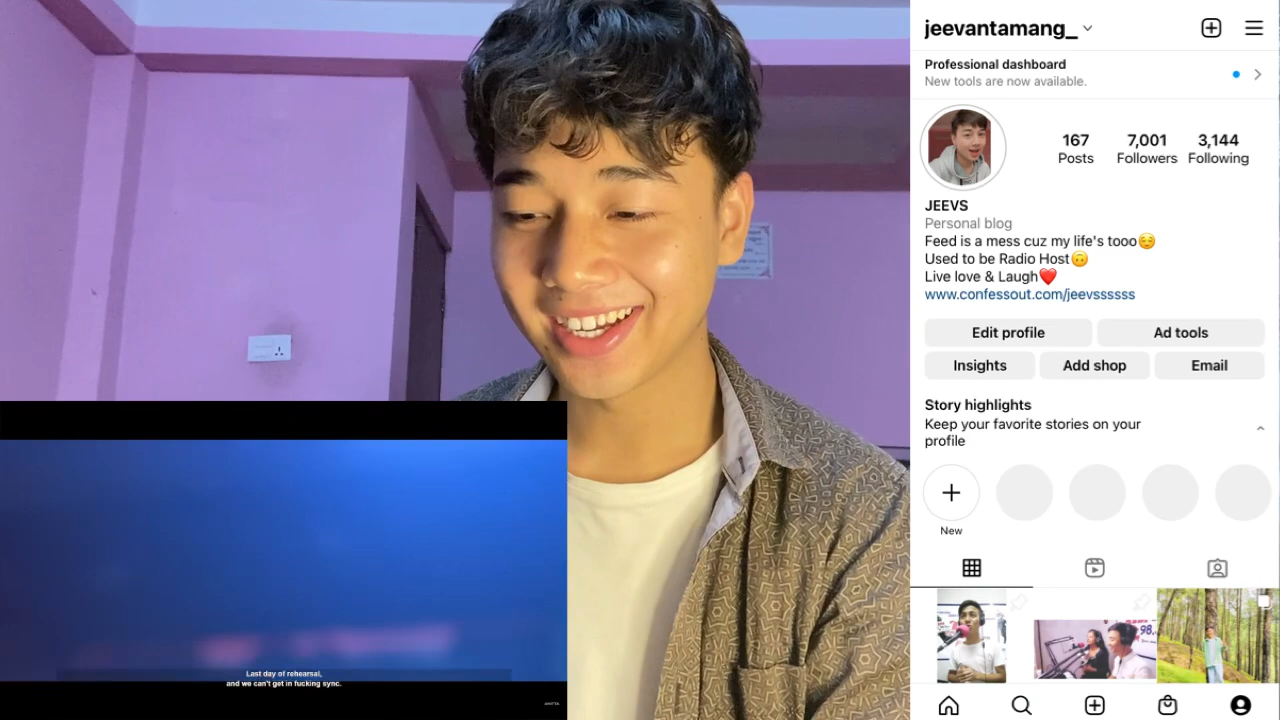 jeevantamang_
Professional dashboard
New tools are now available.
167 7,001 3,144
Posts Followers Following
JEEVS
Personal blog
Feed is a mess cuz my life's tooo😌
Used to be Radio Host🙃
Live love & Laugh❤️
www.confessout.com/jeevssssss
Edit profile Ad tools
Insights Add shop Email
Story highlights
Keep your favorite stories on your
profile
New
98.
Last day of rehearsal,
and we can't get in fucking sync.